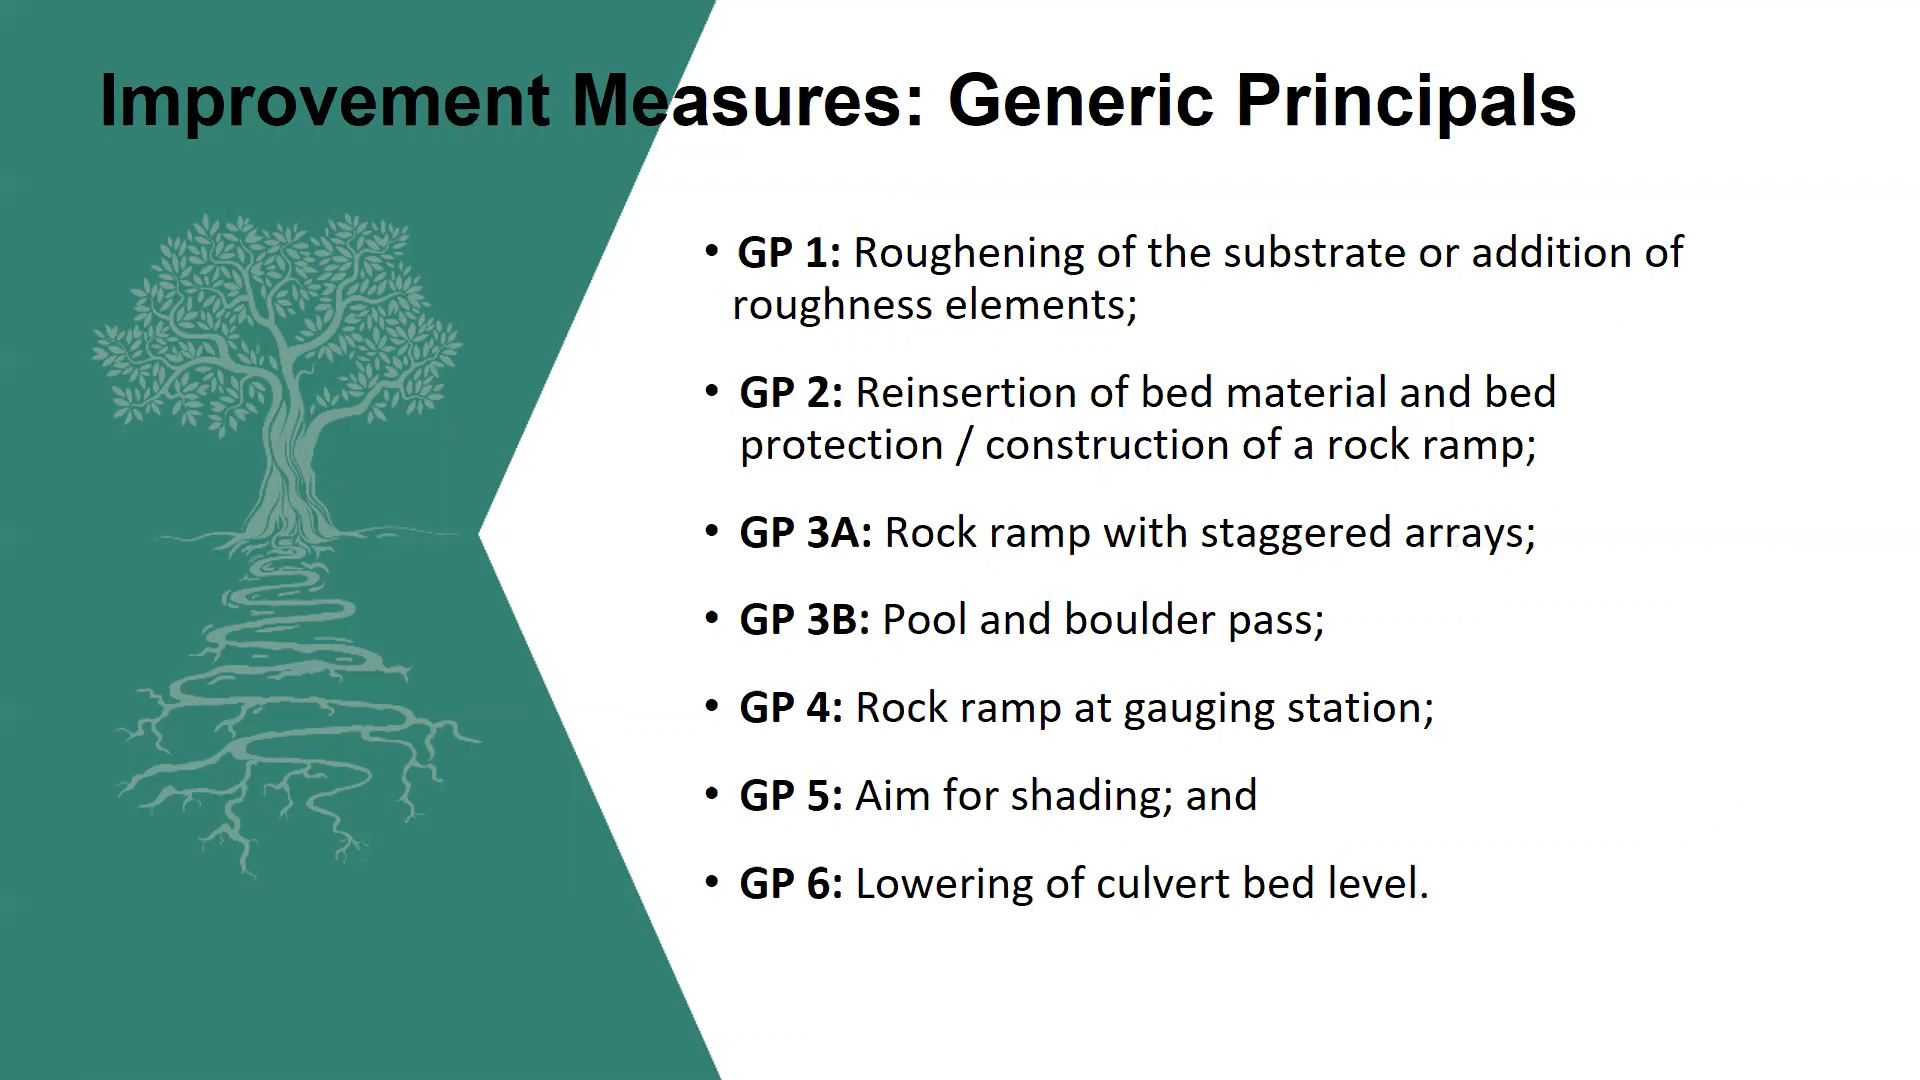 Improvement Measures: Generic Principals
• GP 1: Roughening of the substrate or addition of
roughness elements;
• GP 2: Reinsertion of bed material and bed
protection / construction of a rock ramp;
• GP 3A: Rock ramp with staggered arrays;
• GP 3B: Pool and boulder pass;
• GP 4: Rock ramp at gauging station;
• GP 5: Aim for shading; and
• GP 6: Lowering of culvert bed level.